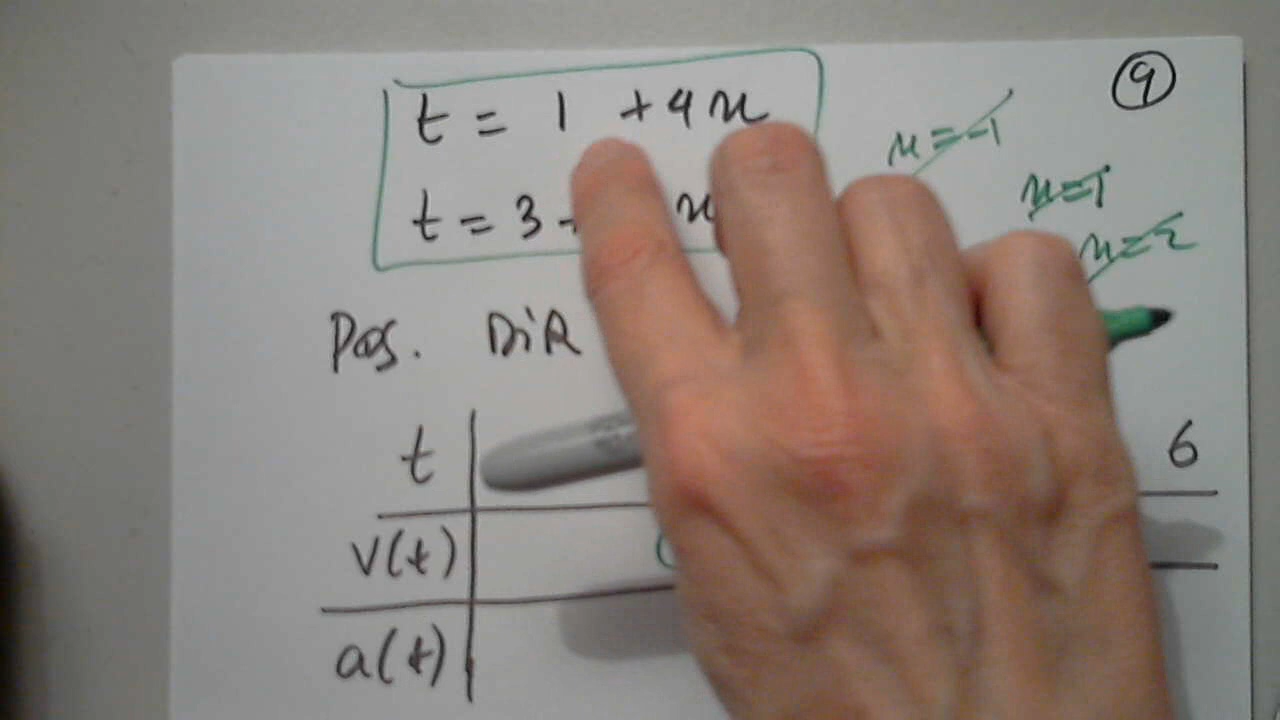 9
t = 1 + 4n
n = -1
n = 1
t = 3 + n
n = 2
Pos. DiR
t 6
v(t)
a(t)